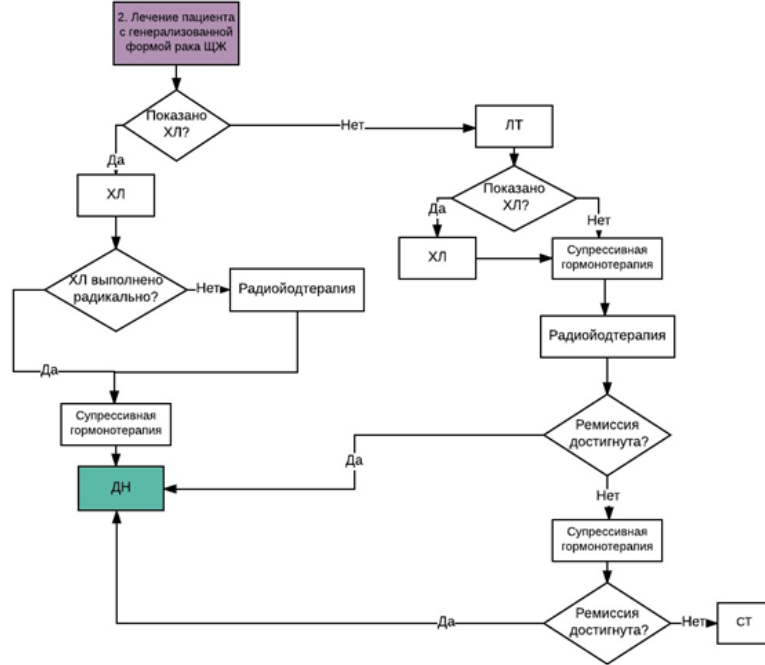 2. Лечение пациента
с генерализованной
формой рака ЩЖ
Показано
ХЛ?
Нет
ЛТ
Да
ХЛ
Показано
ХЛ?
Да
Нет
ХЛ
Супрессивная
гормонотерапия
ХЛ выполнено
радикально?
Нет
Радиойодтерапия
Радиойодтерапия
Да
Супрессивная
гормонотерапия
Ремиссия
достигнута?
Да
ДН
Нет
Супрессивная
гормонотерапия
Ремиссия
достигнута?
Да
Нет
СТ